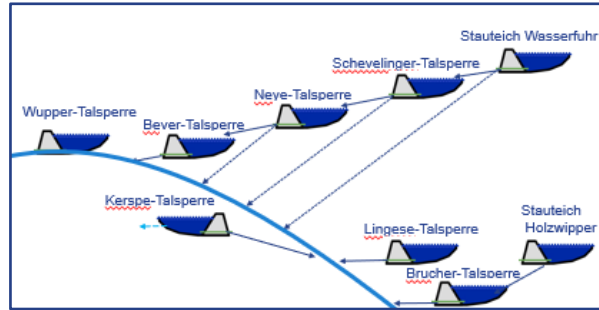 Stauteich Wasserfuhr
Schevelinger-Talsperre
Neye-Talsperre
Wupper-Talsperre
Bever-Talsperre
Kerspe-Talsperre
Lingese-Talsperre
Stauteich
Holzwipper
Brucher-Talsperre